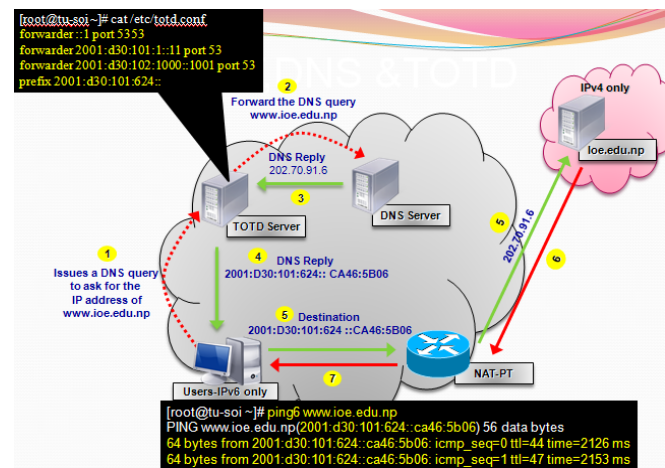 [root@tu-soi ~]# cat /etc/totd.conf
forwarder ::1 port 5353
forwarder 2001:d30:101:1::11 port 53
forwarder 2001:d30:102:1000::1001 port 53
prefix 2001:d30:101:624::
DNS &TOTD
2
Forward the DNS query
www.ioe.edu.np
IPv4 only
Ioe.edu.np
DNS Reply
202.70.91.6
3
TOTD Server
DNS Server
1
Issues a DNS query
to ask for the
IP address of
www.ioe.edu.np
4 DNS Reply
2001:D30:101:624:: CA46:5B06
5
202.70.91.6
6
5 Destination
2001:D30:101:624 ::CA46:5B06
7
NAT-PT
Users-IPv6 only
[root@tu-soi ~]# ping6 www.ioe.edu.np
PING www.ioe.edu.np(2001:d30:101:624::ca46:5b06) 56 data bytes
64 bytes from 2001:d30:101:624::ca46:5b06: icmp_seq=0 ttl=44 time=2126 ms
64 bytes from 2001:d30:101:624::ca46:5b06: icmp_seq=1 ttl=47 time=2153 ms